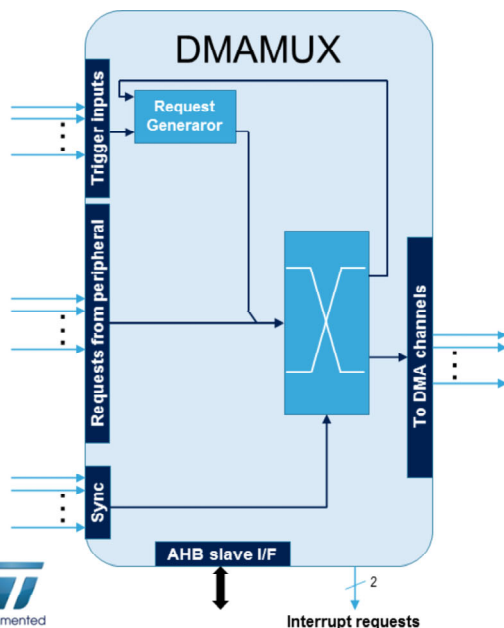 DMAMUX
Trigger inputs
Request
Generaror
Requests from peripheral
To DMA channels
Sync
AHB slave I/F
2
Interrupt requests
mented